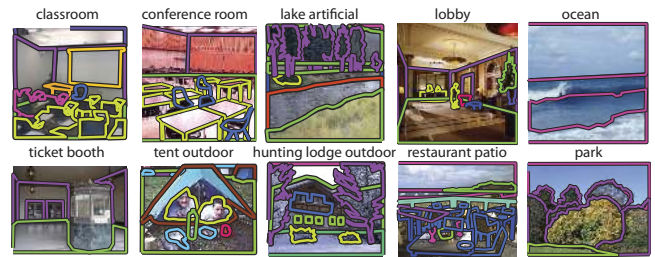 classroom
conference room
lake artificial
lobby
ocean
ticket booth
tent outdoor
hunting lodge outdoor
restaurant patio
park